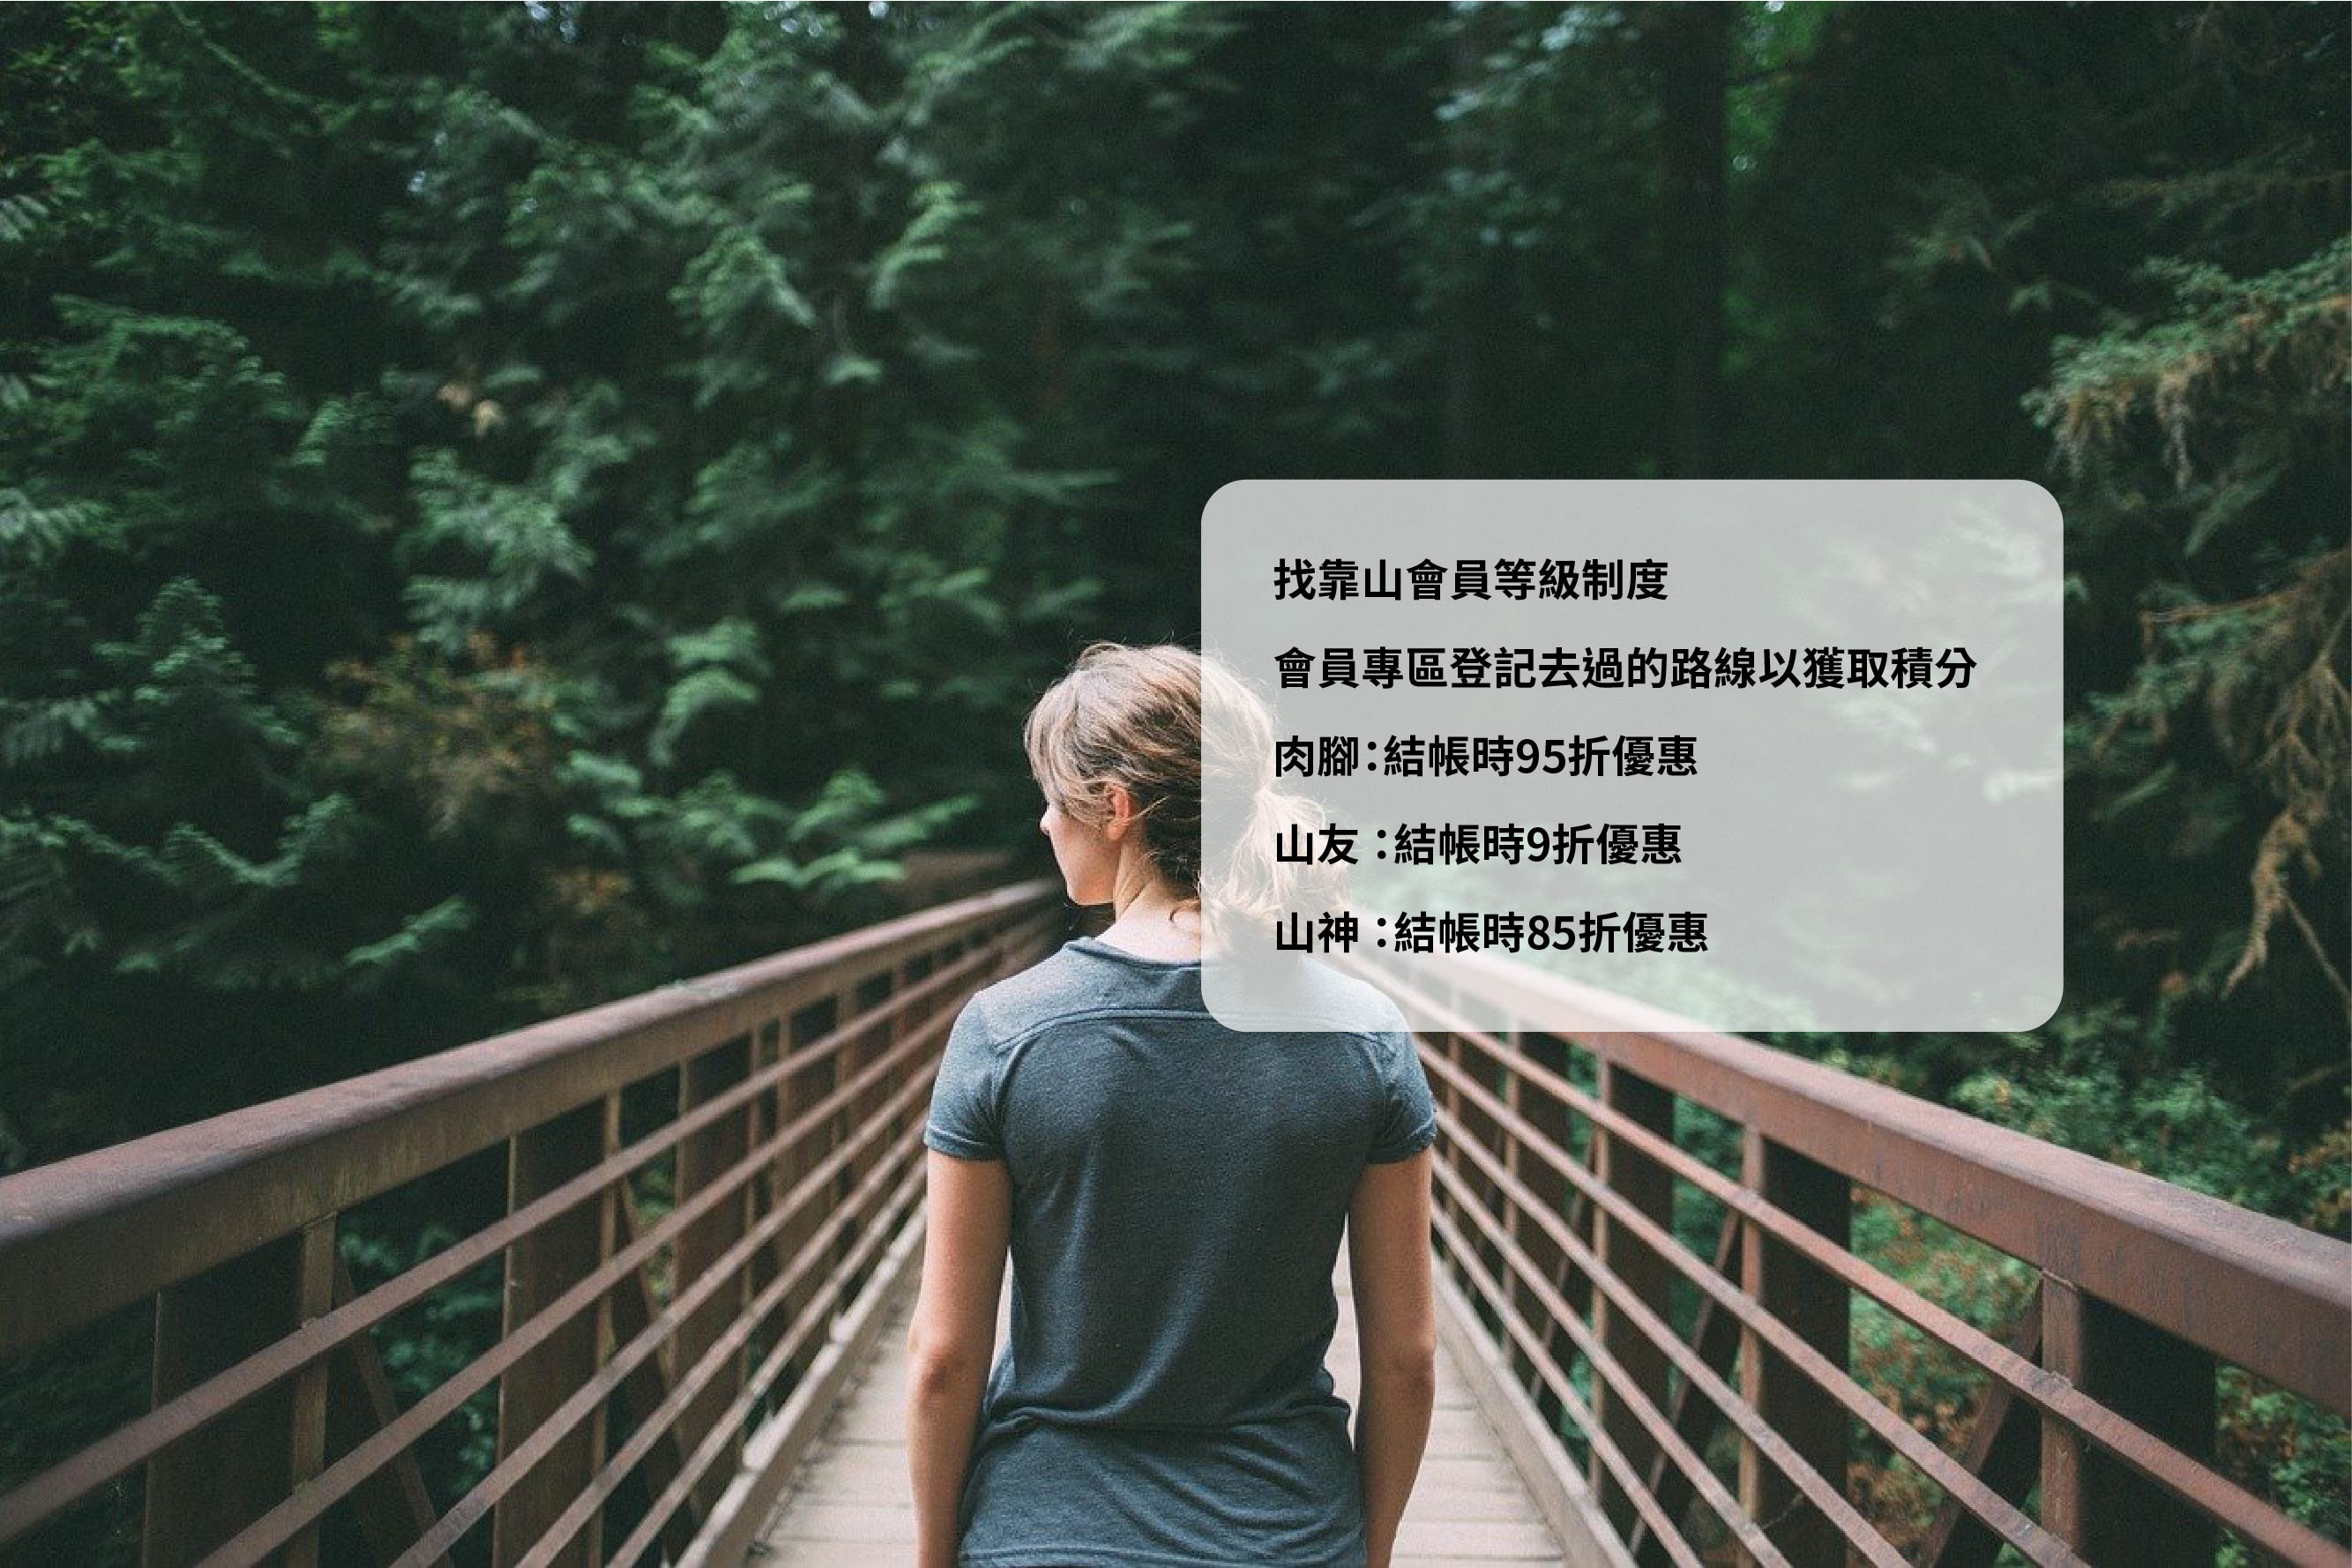 找靠山會員等級制度
會員專區登記去過的路線以獲取積分
肉腳：結帳時95折優惠
山友 ：結帳時9折優惠
山神 ：結帳時85折優惠